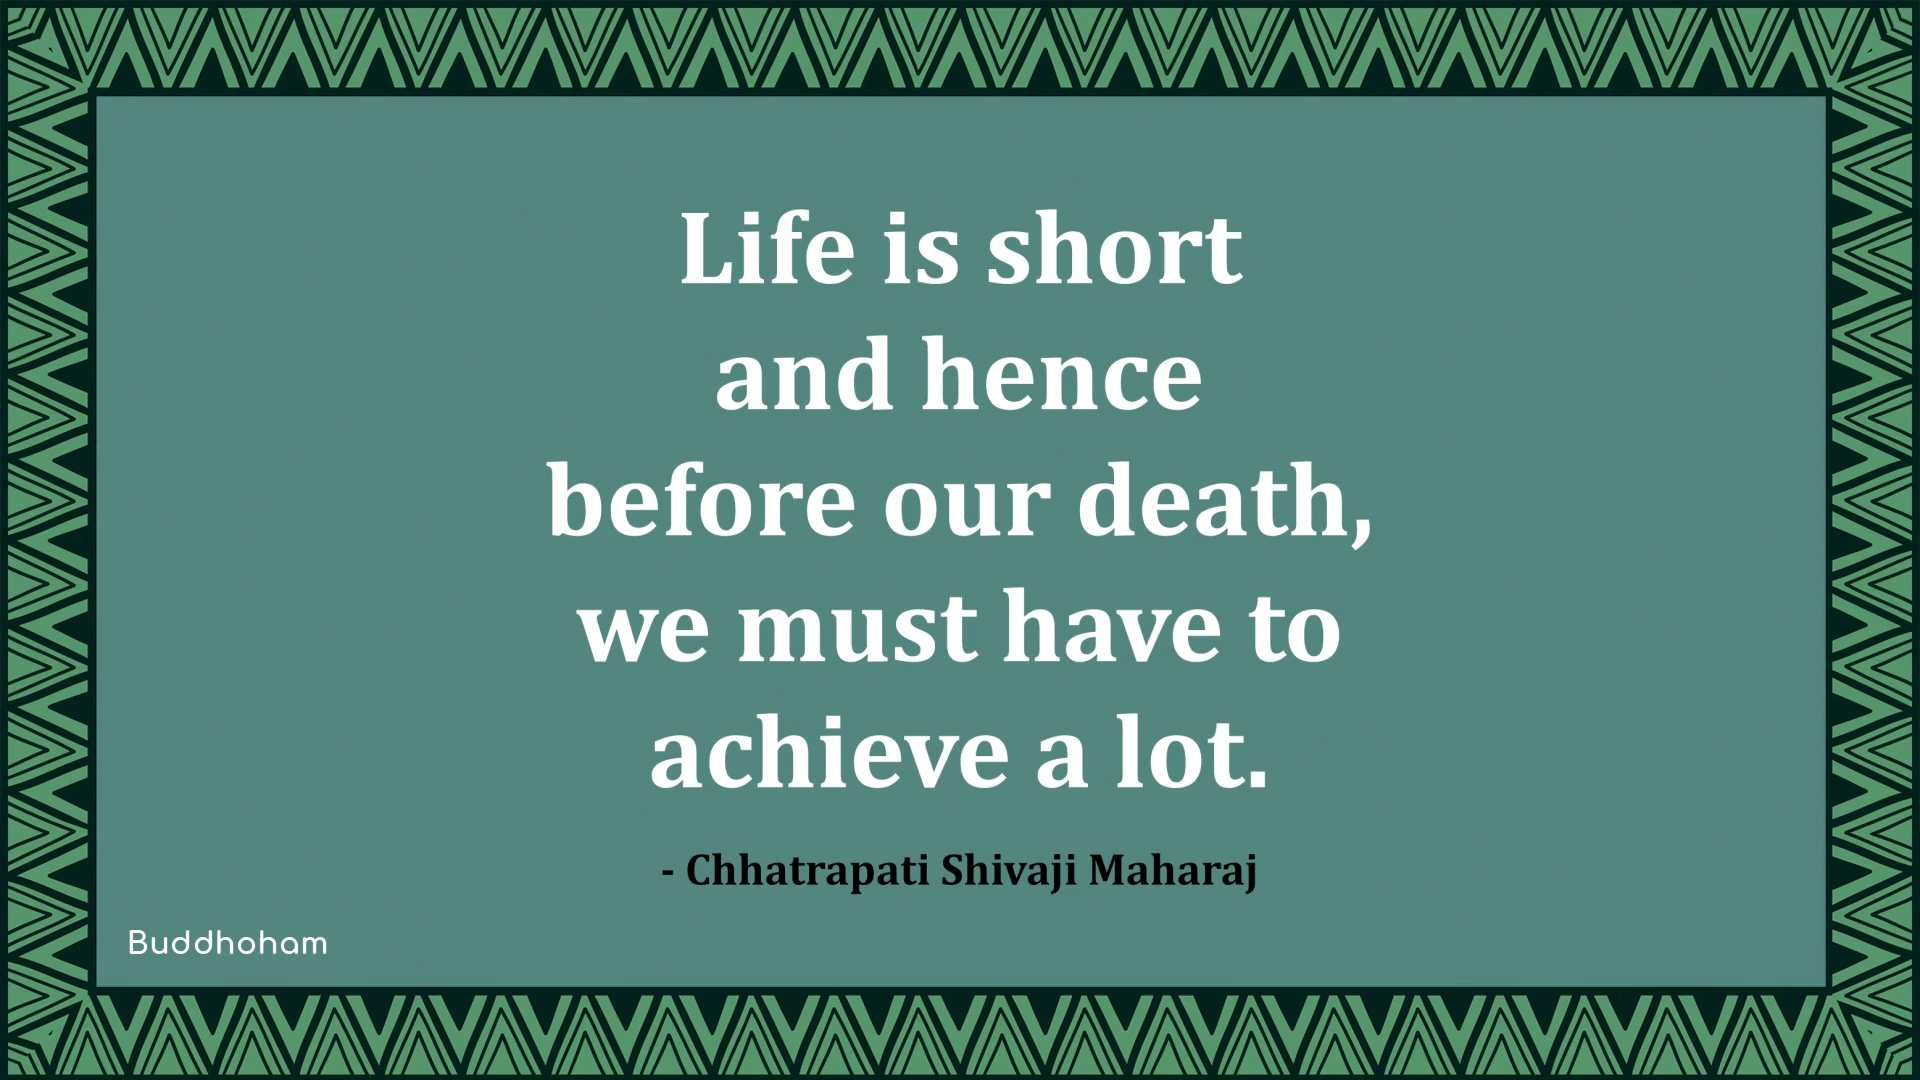 Life is short
and hence
before our death,
we must have to
achieve a lot.
- Chhatrapati Shivaji Maharaj
Buddhoham